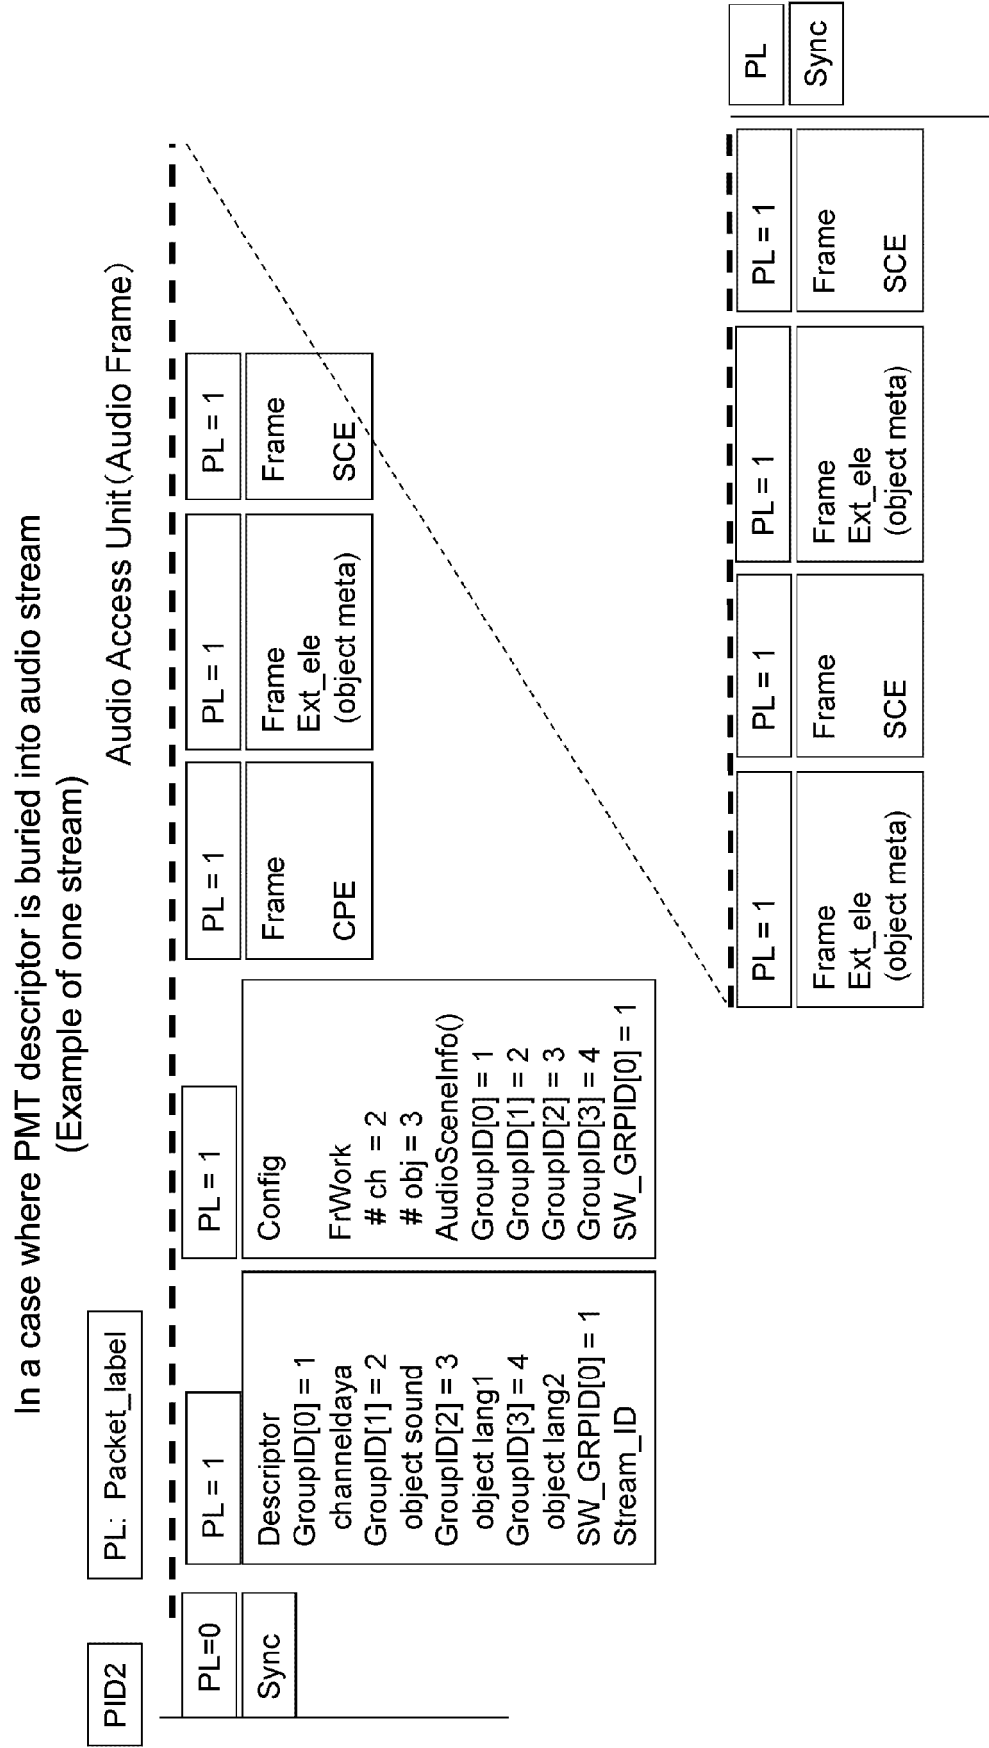 In a case where PMT descriptor is buried into audio stream
(Example of one stream)
PID2
PL: Packet_label
Audio Access Unit(Audio Frame)
PL=0
Sync
PL = 1
Descriptor
GroupID[0] = 1
channeldaya
GroupID[1] = 2
object sound
GroupID[2] = 3
object lang1
GroupID[3] = 4
object lang2
SW_GRPID[0] = 1
Stream_ID
PL = 1
Config
FrWork
# ch = 2
# obj = 3
AudioSceneInfo()
GroupID[0] = 1
GroupID[1] = 2
GroupID[2] = 3
GroupID[3] = 4
SW_GRPID[0] = 1
PL = 1
Frame
CPE
PL = 1
Frame
Ext_ele
(object meta)
PL = 1
Frame
SCE
PL = 1
Frame
Ext_ele
(object meta)
PL = 1
Frame
SCE
PL = 1
Frame
Ext_ele
(object meta)
PL = 1
Frame
SCE
PL
Sync